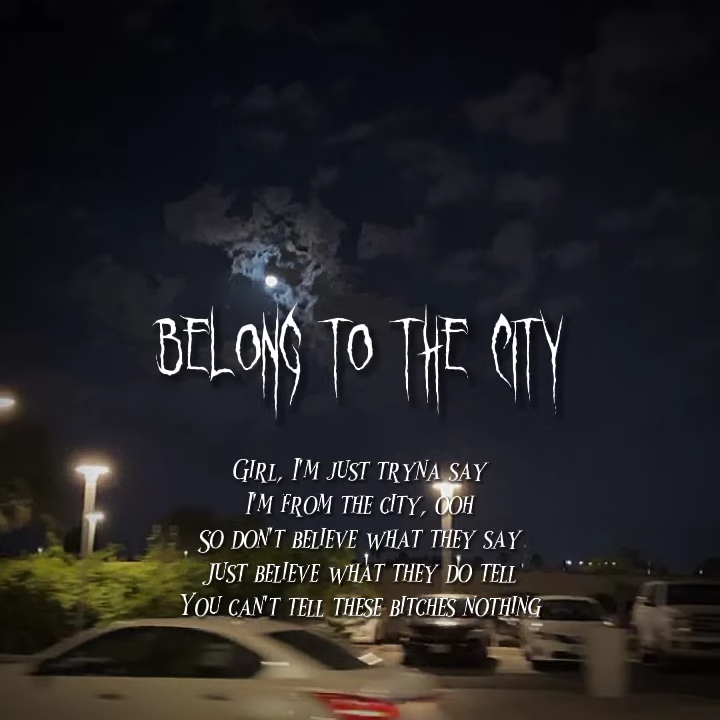 BELONG TO THE CITY
GIRL, I'M JUST TRYNA SAY
I'M FROM THE CITY, OOH
SO DON'T BELIEVE WHAT THEY SAY
JUST BELIEVE WHAT THEY DO TELL
YOU CAN'T TELL THESE BITCHES NOTHING